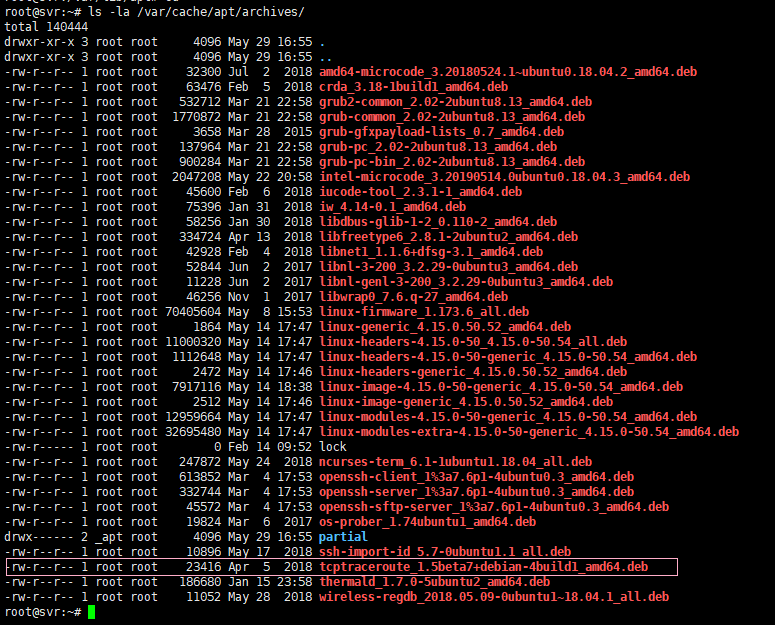 root@svr:~# ls -la /var/cache/apt/archives/
total 140444
drwxr-xr-x 3 root root     4096 May 29 16:55 .
drwxr-xr-x 3 root root     4096 May 29 16:55 ..
-rw-r--r-- 1 root root    32300 Jul  2  2018 amd64-microcode_3.20180524.1~ubuntu0.18.04.2_amd64.deb
-rw-r--r-- 1 root root    63476 Feb  5  2018 crda_3.18-1build1_amd64.deb
-rw-r--r-- 1 root root   532712 Mar 21 22:58 grub2-common_2.02-2ubuntu8.13_amd64.deb
-rw-r--r-- 1 root root  1770872 Mar 21 22:58 grub-common_2.02-2ubuntu8.13_amd64.deb
-rw-r--r-- 1 root root     3658 Mar 28  2015 grub-gfxpayload-lists_0.7_amd64.deb
-rw-r--r-- 1 root root   137964 Mar 21 22:58 grub-pc_2.02-2ubuntu8.13_amd64.deb
-rw-r--r-- 1 root root   900284 Mar 21 22:58 grub-pc-bin_2.02-2ubuntu8.13_amd64.deb
-rw-r--r-- 1 root root  2047208 May 22 20:58 intel-microcode_3.20190514.0ubuntu0.18.04.3_amd64.deb
-rw-r--r-- 1 root root    45600 Feb  6  2018 iucode-tool_2.3.1-1_amd64.deb
-rw-r--r-- 1 root root    75396 Jan 31  2018 iw_4.14-0.1_amd64.deb
-rw-r--r-- 1 root root    58256 Jan 30  2018 libdbus-glib-1-2_0.110-2_amd64.deb
-rw-r--r-- 1 root root   334724 Apr 13  2018 libfreetype6_2.8.1-2ubuntu2_amd64.deb
-rw-r--r-- 1 root root    42928 Feb  4  2018 libnet1_1.1.6+dfsg-3.1_amd64.deb
-rw-r--r-- 1 root root    52844 Jun  2  2017 libnl-3-200_3.2.29-0ubuntu3_amd64.deb
-rw-r--r-- 1 root root    11228 Jun  2  2017 libnl-genl-3-200_3.2.29-0ubuntu3_amd64.deb
-rw-r--r-- 1 root root    46256 Nov  1  2017 libwrap0_7.6.q-27_amd64.deb
-rw-r--r-- 1 root root 70405604 May  8 15:53 linux-firmware_1.173.6_all.deb
-rw-r--r-- 1 root root     1864 May 14 17:47 linux-generic_4.15.0.50.52_amd64.deb
-rw-r--r-- 1 root root 11000320 May 14 17:47 linux-headers-4.15.0-50_4.15.0-50.54_all.deb
-rw-r--r-- 1 root root  1112648 May 14 17:47 linux-headers-4.15.0-50-generic_4.15.0-50.54_amd64.deb
-rw-r--r-- 1 root root     2472 May 14 17:46 linux-headers-generic_4.15.0.50.52_amd64.deb
-rw-r--r-- 1 root root  7917116 May 14 18:38 linux-image-4.15.0-50-generic_4.15.0-50.54_amd64.deb
-rw-r--r-- 1 root root     2512 May 14 17:46 linux-image-generic_4.15.0.50.52_amd64.deb
-rw-r--r-- 1 root root 12959664 May 14 17:47 linux-modules-4.15.0-50-generic_4.15.0-50.54_amd64.deb
-rw-r--r-- 1 root root 32695480 May 14 17:47 linux-modules-extra-4.15.0-50-generic_4.15.0-50.54_amd64.deb
-rw-r----- 1 root root        0 Feb 14 09:52 lock
-rw-r--r-- 1 root root   247872 May 24  2018 ncurses-term_6.1-1ubuntu1.18.04_all.deb
-rw-r--r-- 1 root root   613852 Mar  4 17:53 openssh-client_1%3a7.6p1-4ubuntu0.3_amd64.deb
-rw-r--r-- 1 root root   332744 Mar  4 17:53 openssh-server_1%3a7.6p1-4ubuntu0.3_amd64.deb
-rw-r--r-- 1 root root    45572 Mar  4 17:53 openssh-sftp-server_1%3a7.6p1-4ubuntu0.3_amd64.deb
-rw-r--r-- 1 root root    19824 Mar  6  2017 os-prober_1.74ubuntu1_amd64.deb
drwx------ 2 _apt root     4096 May 29 16:55 partial
-rw-r--r-- 1 root root    10896 May 17  2018 ssh-import-id_5.7-0ubuntu1.1_all.deb
-rw-r--r-- 1 root root    23416 Apr  5  2018 tcptraceroute_1.5beta7+debian-4build1_amd64.deb
-rw-r--r-- 1 root root   186680 Jan 15 23:58 thermald_1.7.0-5ubuntu2_amd64.deb
-rw-r--r-- 1 root root    11052 May 28  2018 wireless-regdb_2018.05.09-0ubuntu1~18.04.1_all.deb
root@svr:~#